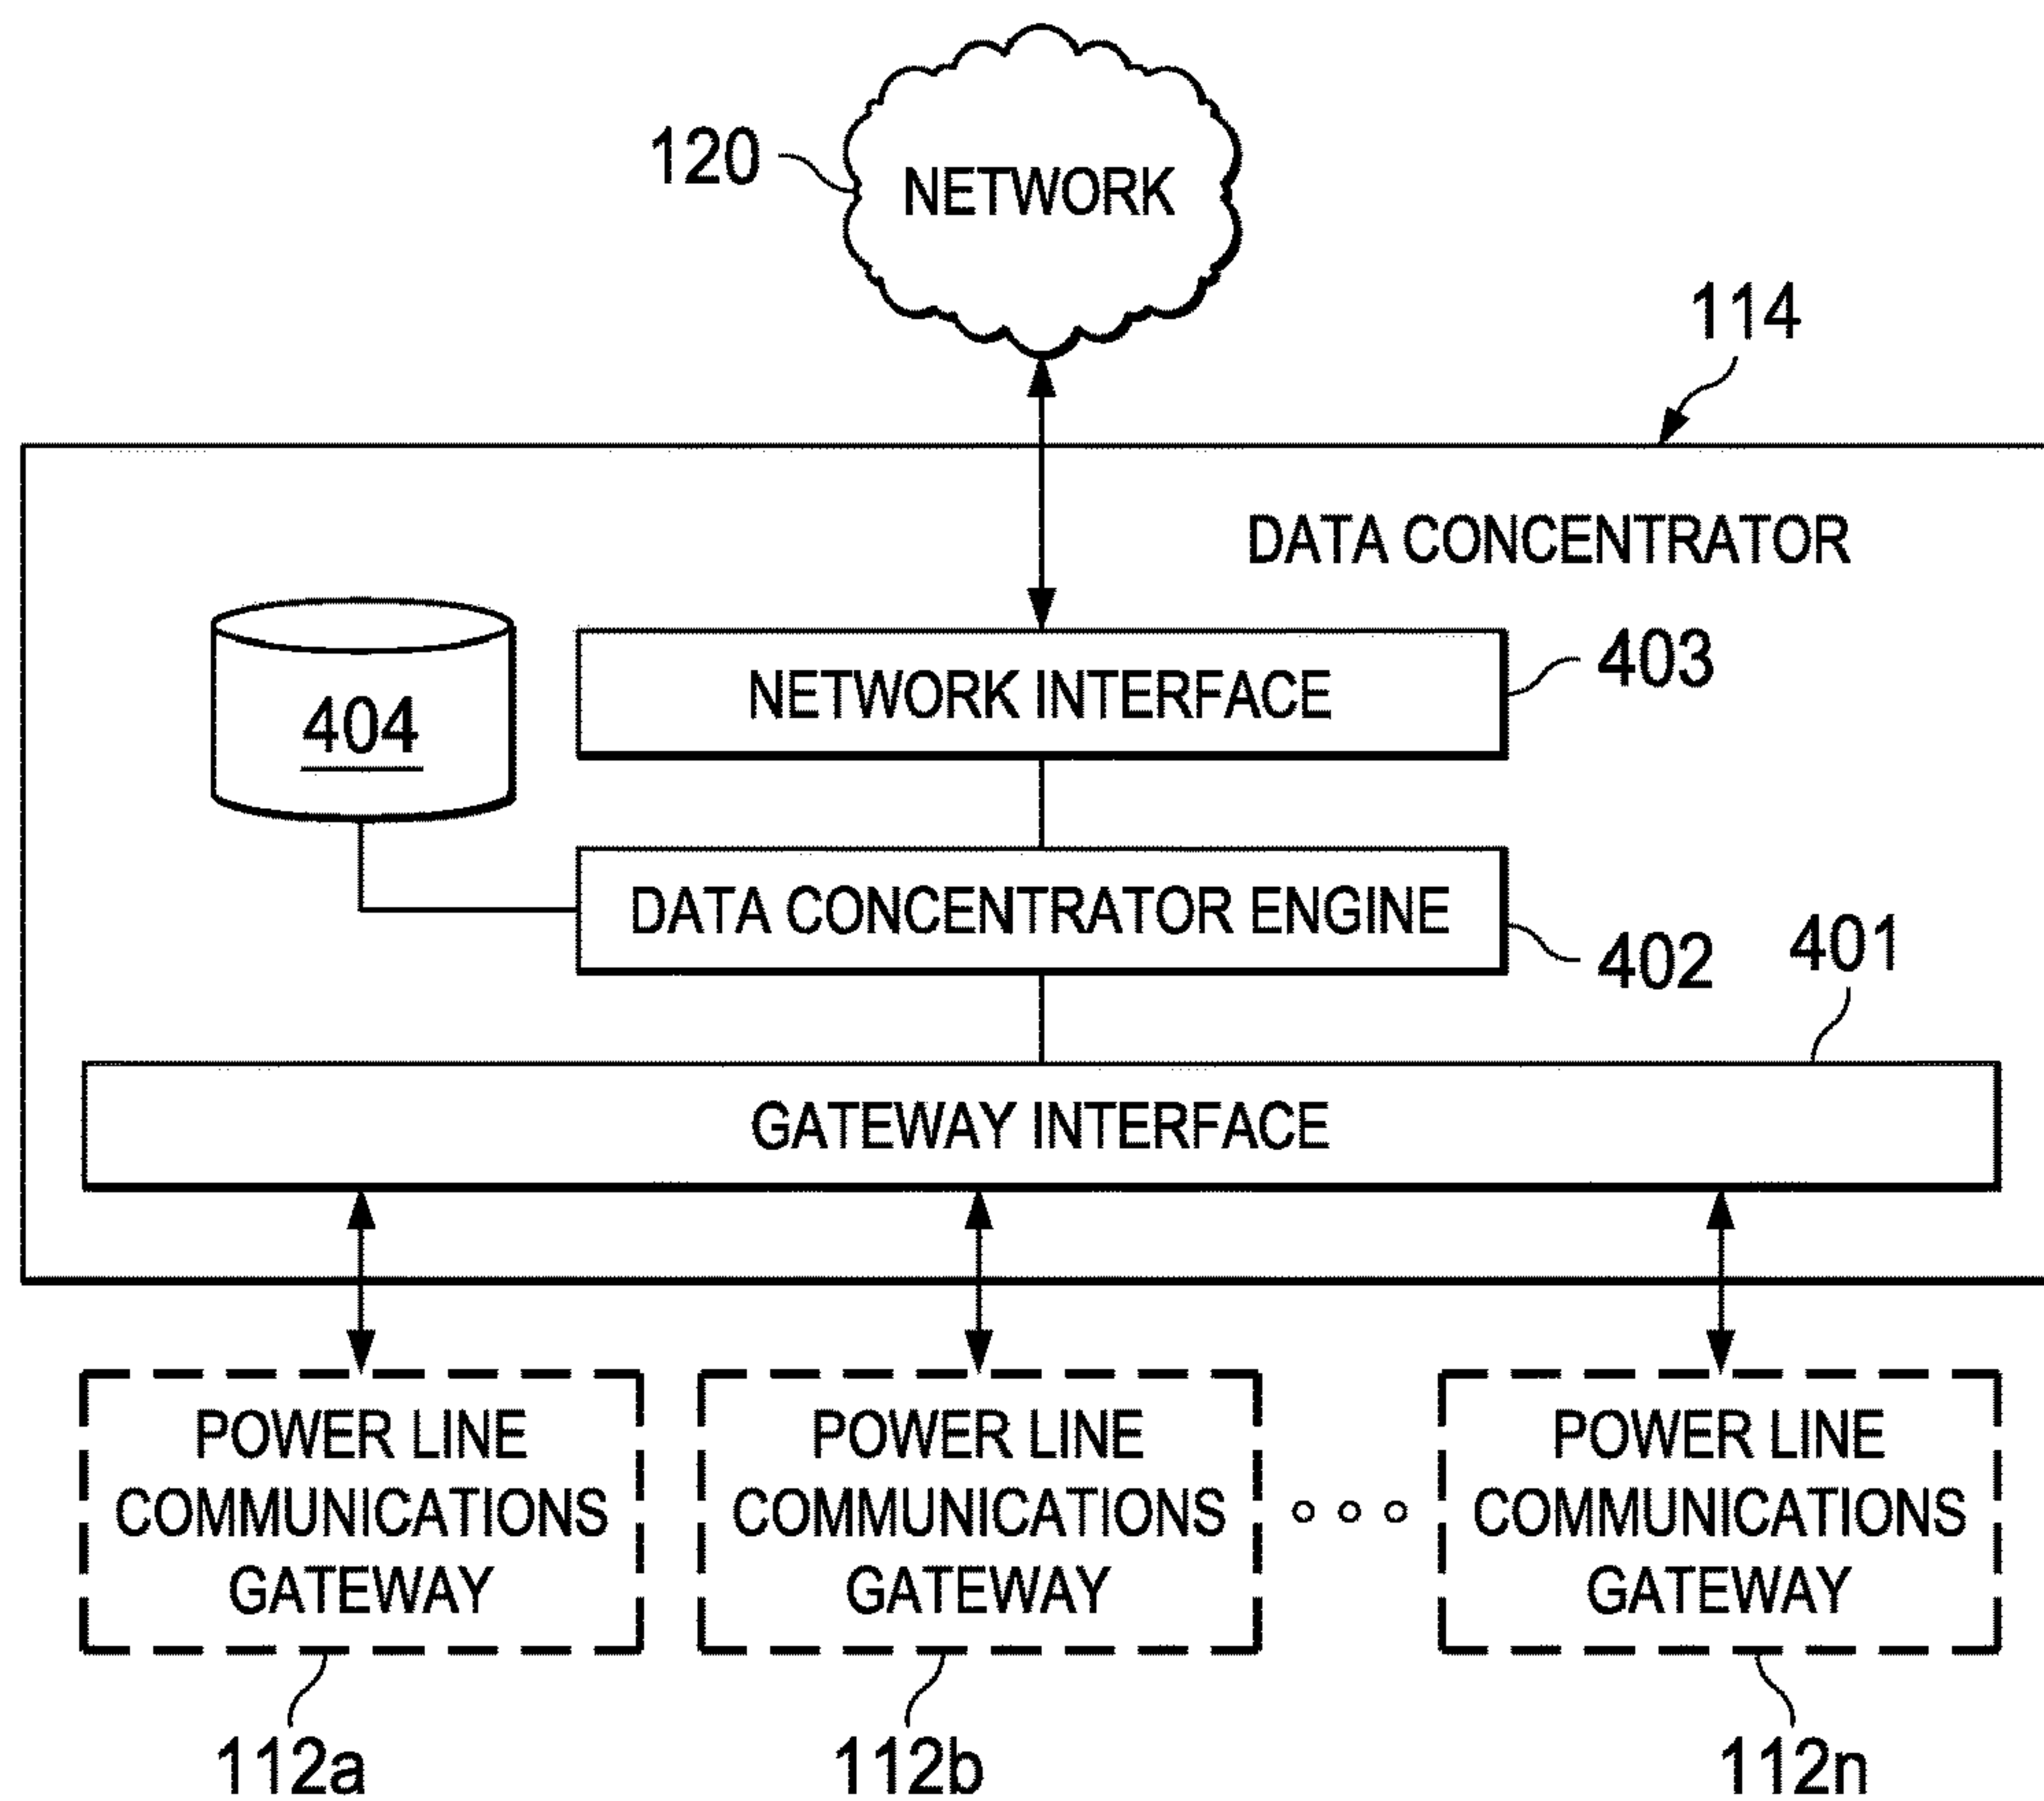 120
NETWORK
114
DATA CONCENTRATOR
404
NETWORK INTERFACE
403
DATA CONCENTRATOR ENGINE
402
401
GATEWAY INTERFACE
POWER LINE
COMMUNICATIONS
GATEWAY
POWER LINE
COMMUNICATIONS
GATEWAY
POWER LINE
COMMUNICATIONS
GATEWAY
112a
112b
112n